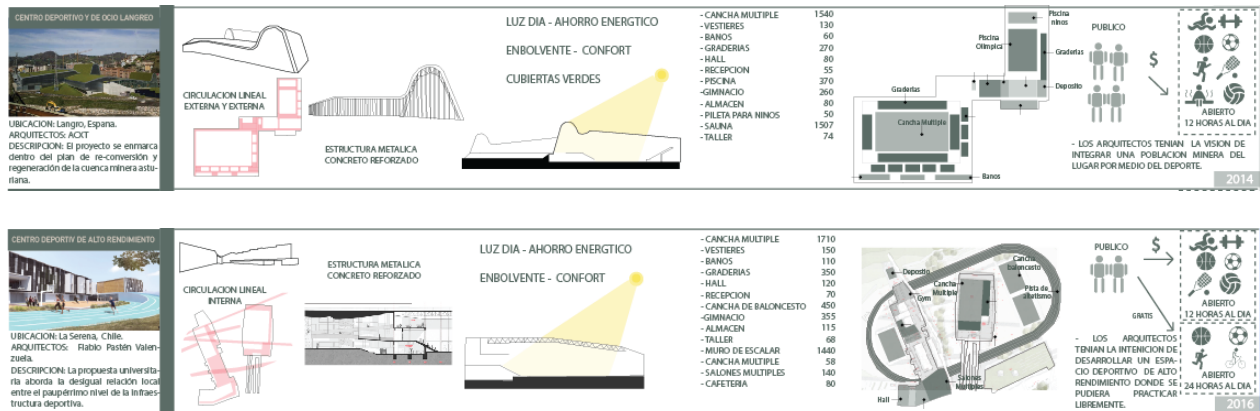 CENTRO DEPORTIVO Y DE OCIO LANGREO
UBICACION: Langro, Espana.
ARQUITECTOS: ACXT
DESCRIPCION: El proyecto se enmarca
dentro del plan de re-conversión y
regeneración de la cuenca minera astu-
riana.
CIRCULACION LINEAL
EXTERNA Y EXTERNA
ESTRUCTURA METALICA
CONCRETO REFORZADO
LUZ DIA - AHORRO ENERGTICO
ENBOLVENTE - CONFORT
CUBIERTAS VERDES
- CANCHA MULTIPLE 1540
- VESTIERES 130
- BANOS 60
- GRADERIAS 270
- HALL 80
- RECEPCION 55
- PISCINA 370
-GIMNACIO 260
- ALMACEN 80
- PILETA PARA NINOS 50
- SAUNA 1507
- TALLER 74
Piscina
ninos
Piscina
Olimpica
Graderias
Deposito
Graderias
Cancha Multiple
Banos
PUBLICO
$
ABIERTO
12 HORAS AL DIA
- LOS ARQUITECTOS TENIAN LA VISION DE
INTEGRAR UNA POBLACION MINERA DEL
LUGAR POR MEDIO DEL DEPORTE.
2014
CENTRO DEPORTIV DE ALTO RENDIMIENTO
UBICACION: La Serena, Chile.
ARQUITECTOS: Flabio Pastén Valen-
zuela.
DESCRIPCION: La propuesta universita-
ria aborda la desigual relación local
entre el paupérrimo nivel de la infraes-
tructura deportiva.
CIRCULACION LINEAL
INTERNA
ESTRUCTURA METALICA
CONCRETO REFORZADO
LUZ DIA - AHORRO ENERGTICO
ENBOLVENTE - CONFORT
- CANCHA MULTIPLE 1710
- VESTIERES 150
- BANOS 110
- GRADERIAS 350
- HALL 120
- RECEPCION 70
- CANCHA DE BALONCESTO 450
-GIMNACIO 355
- ALMACEN 115
- TALLER 68
- MURO DE ESCALAR 1440
- CANCHA MULTIPLE 58
- SALONES MULTIPLES 140
- CAFETERIA 80
Deposito
Gym
Cancha
Multiple
Cancha
baloncesto
Pista de
atletismo
Salones
Multiples
Hall
PUBLICO
$
GRATIS
ABIERTO
12 HORAS AL DIA
ABIERTO
24 HORAS AL DIA
- LOS ARQUITECTOS
TENIAN LA INTENICION DE
DESARROLLAR UN ESPA-
CIO DEPORTIVO DE ALTO
RENDIMIENTO DONDE SE
PUDIERA PRACTICAR
LIBREMENTE.
2016